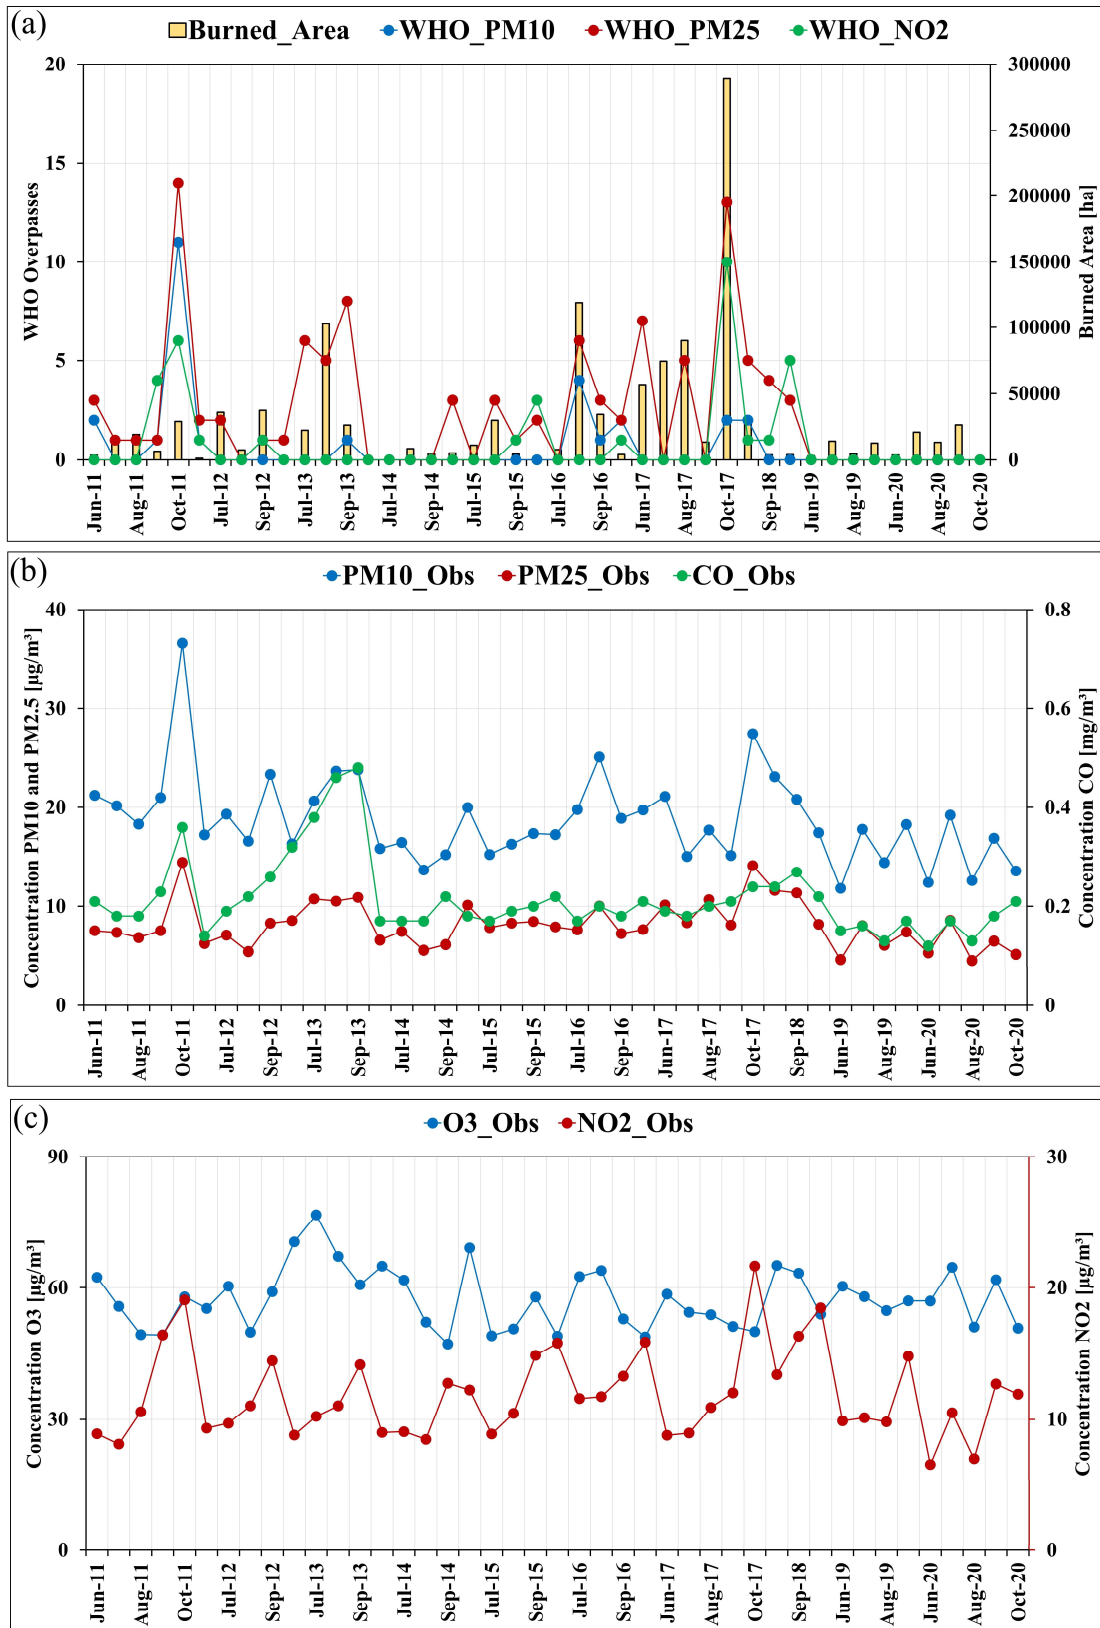 (a)
Burned_Area WHO_PM10 WHO_PM25 WHO_NO2
WHO Overpasses
20
15
10
5
0
Burned Area [ha]
300000
250000
200000
150000
100000
50000
0
Jun-11 Aug-11 Oct-11 Jul-12 Sep-12 Jul-13 Sep-13 Jul-14 Sep-14 Jul-15 Sep-15 Jul-16 Sep-16 Jun-17 Aug-17 Oct-17 Sep-18 Jun-19 Aug-19 Jun-20 Aug-20 Oct-20
(b)
PM10_Obs PM25_Obs CO_Obs
Concentration PM10 and PM2.5 [µg/m³]
40
30
20
10
0
Concentration CO [mg/m³]
0.8
0.6
0.4
0.2
0
Jun-11 Aug-11 Oct-11 Jul-12 Sep-12 Jul-13 Sep-13 Jul-14 Sep-14 Jul-15 Sep-15 Jul-16 Sep-16 Jun-17 Aug-17 Oct-17 Sep-18 Jun-19 Aug-19 Jun-20 Aug-20 Oct-20
(c)
O3_Obs NO2_Obs
Concentration O3 [µg/m³]
90
60
30
0
Concentration NO2 [µg/m³]
30
20
10
0
Jun-11 Aug-11 Oct-11 Jul-12 Sep-12 Jul-13 Sep-13 Jul-14 Sep-14 Jul-15 Sep-15 Jul-16 Sep-16 Jun-17 Aug-17 Oct-17 Sep-18 Jun-19 Aug-19 Jun-20 Aug-20 Oct-20